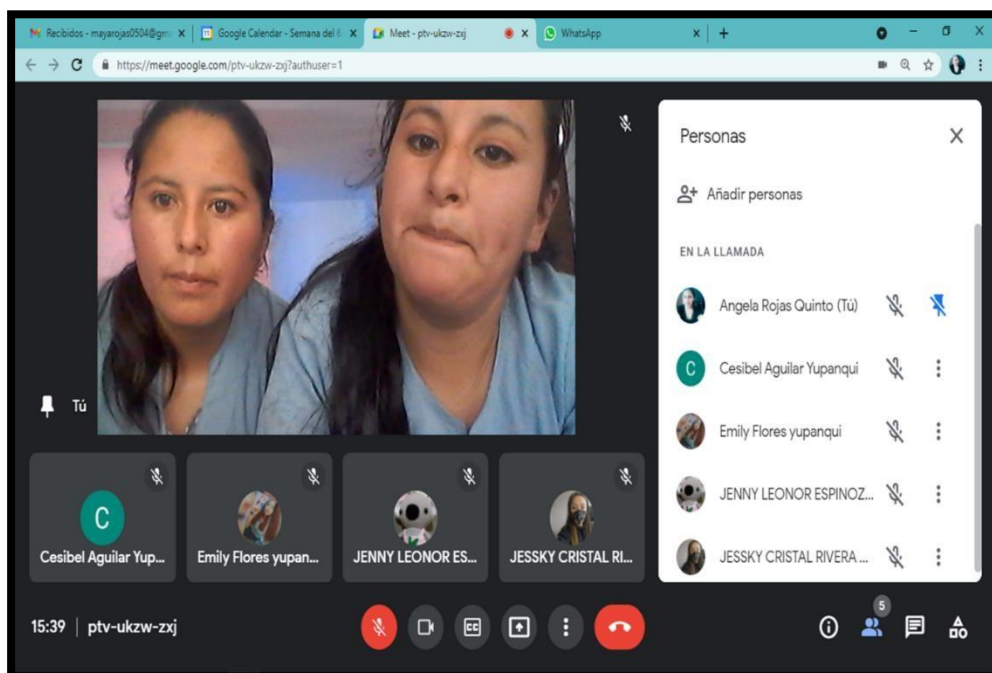 Recibidos - mayarojas0504@gm
Google Calendar - Semana del 6
Meet - ptv-ukzw-zxj
WhatsApp
https://meet.google.com/ptv-ukzw-zxj?authuser=1
Tú
Cesibel Aguilar Yup...
Emily Flores yupan...
JENNY LEONOR ES...
JESSKY CRISTAL RI...
Personas
Añadir personas
EN LA LLAMADA
Angela Rojas Quinto (Tú)
C Cesibel Aguilar Yupanqui
Emily Flores yupanqui
JENNY LEONOR ESPINOZ...
JESSKY CRISTAL RIVERA ...
C
15:39 | ptv-ukzw-zxj
CC
5